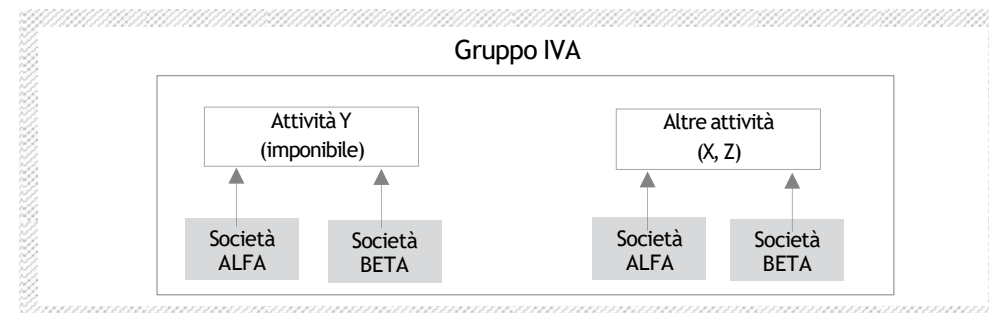 Gruppo IVA
Attività Y
(imponibile)
Altre attività
(X, Z)
Società
ALFA
Società
BETA
Società
ALFA
Società
BETA